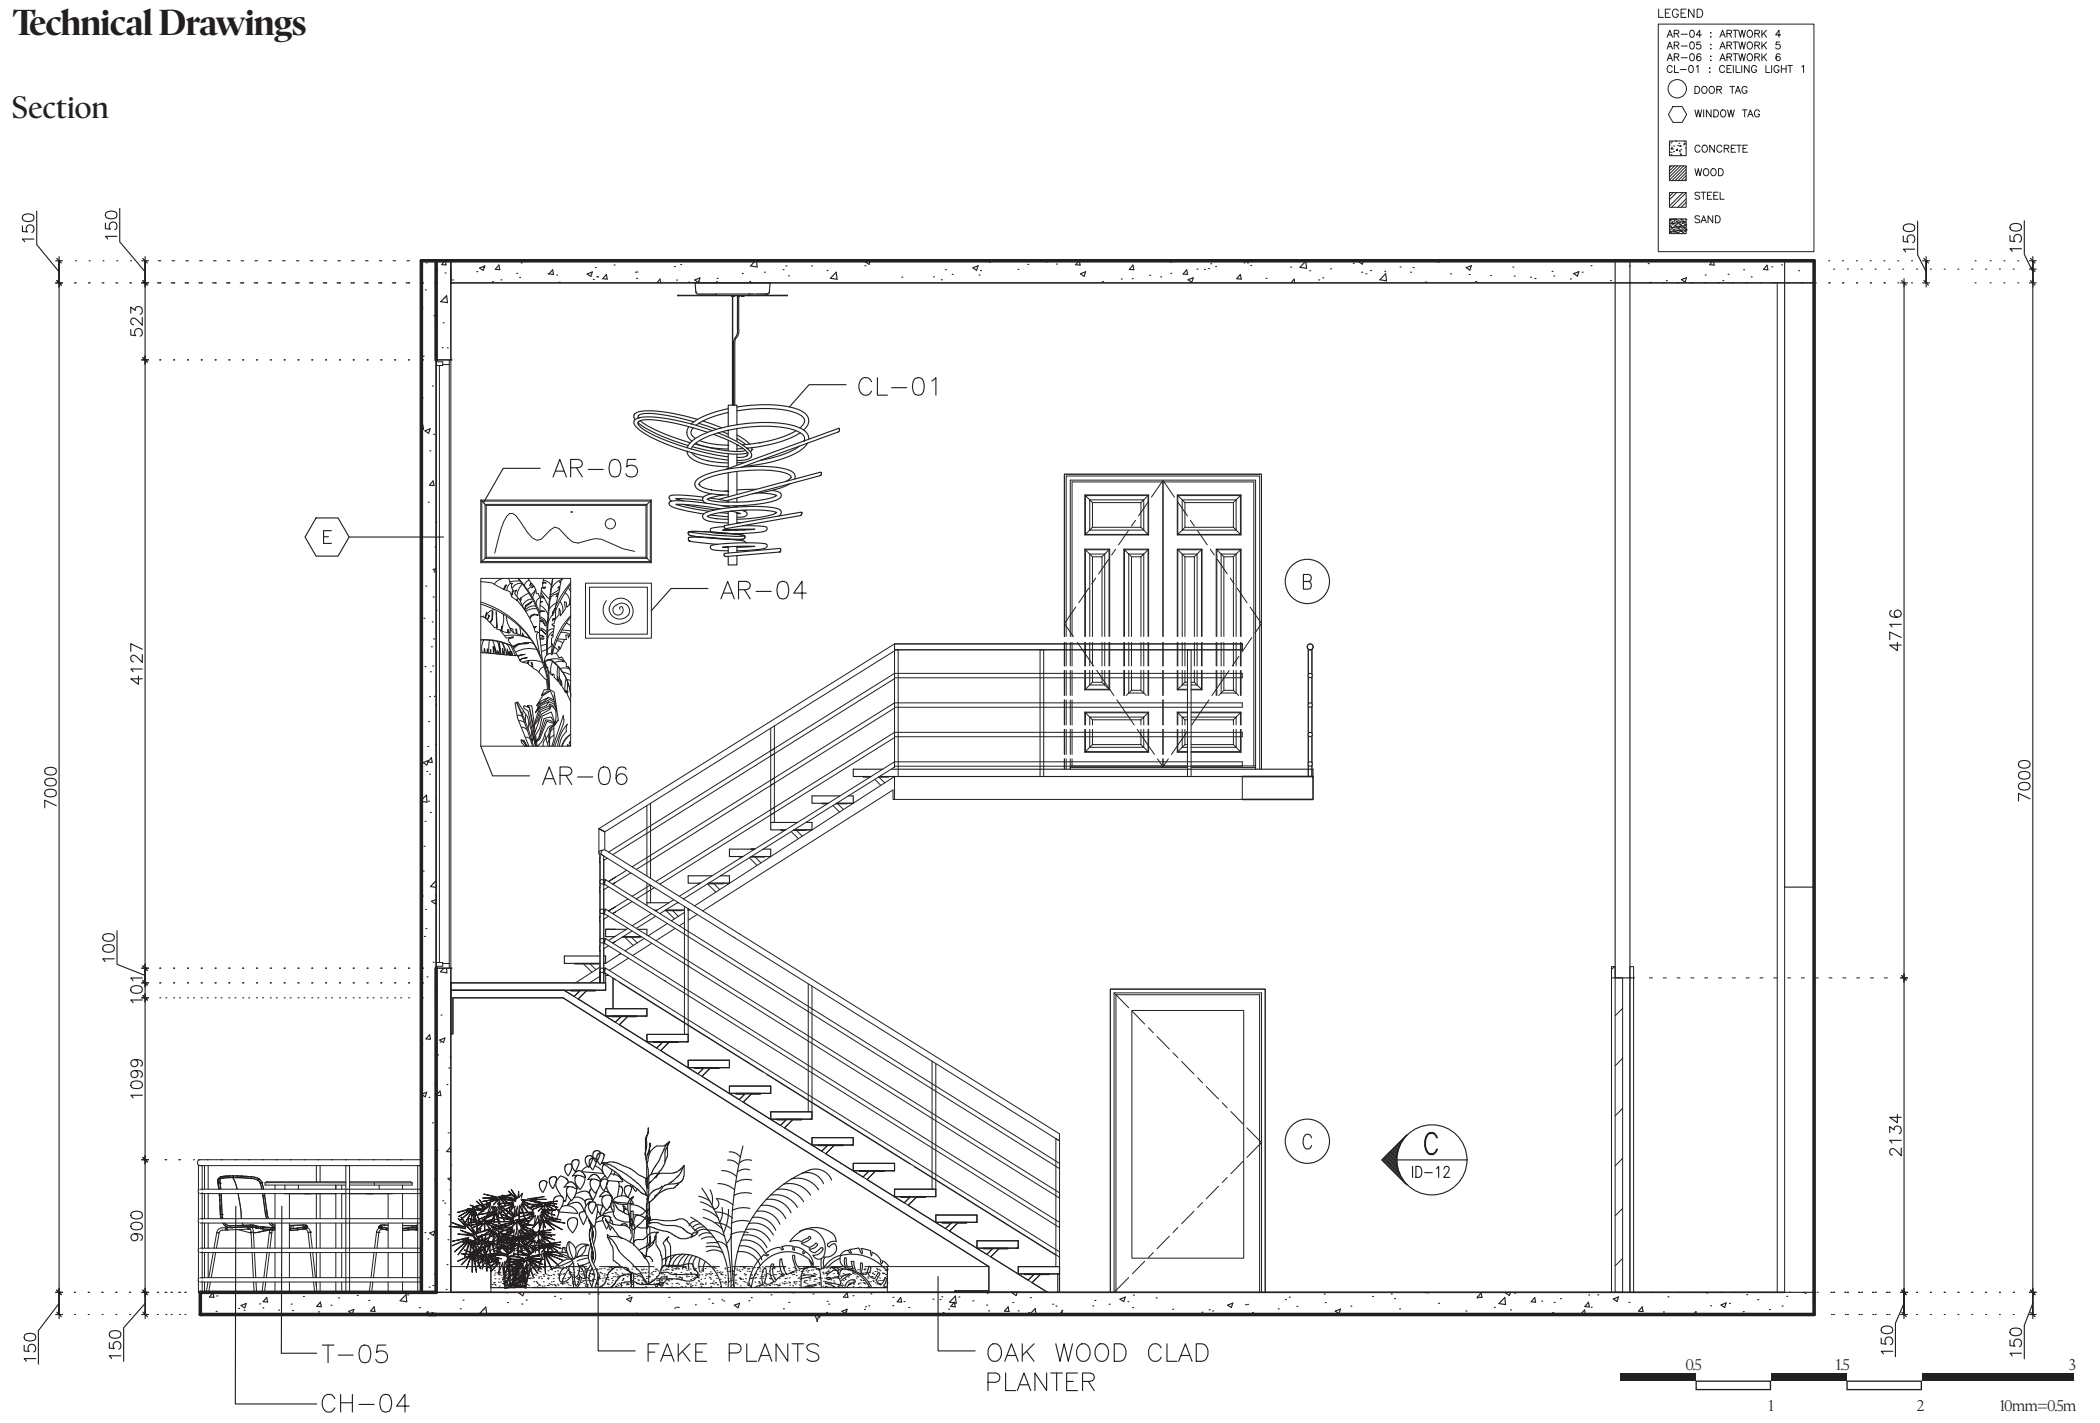 Technical Drawings
Section
LEGEND
AR-04 : ARTWORK 4
AR-05 : ARTWORK 5
AR-06 : ARTWORK 6
CL-01 : CEILING LIGHT 1
DOOR TAG
WINDOW TAG
CONCRETE
WOOD
STEEL
SAND
150
150
150
150
523
CL-01
AR-05
E
AR-04
B
4127
4716
AR-06
7000
7000
100
101
1099
C
C
ID-12
2134
900
150
150
150
150
T-05
FAKE PLANTS
OAK WOOD CLAD
PLANTER
CH-04
0.5
1.5
3
1
2
10mm=0.5m